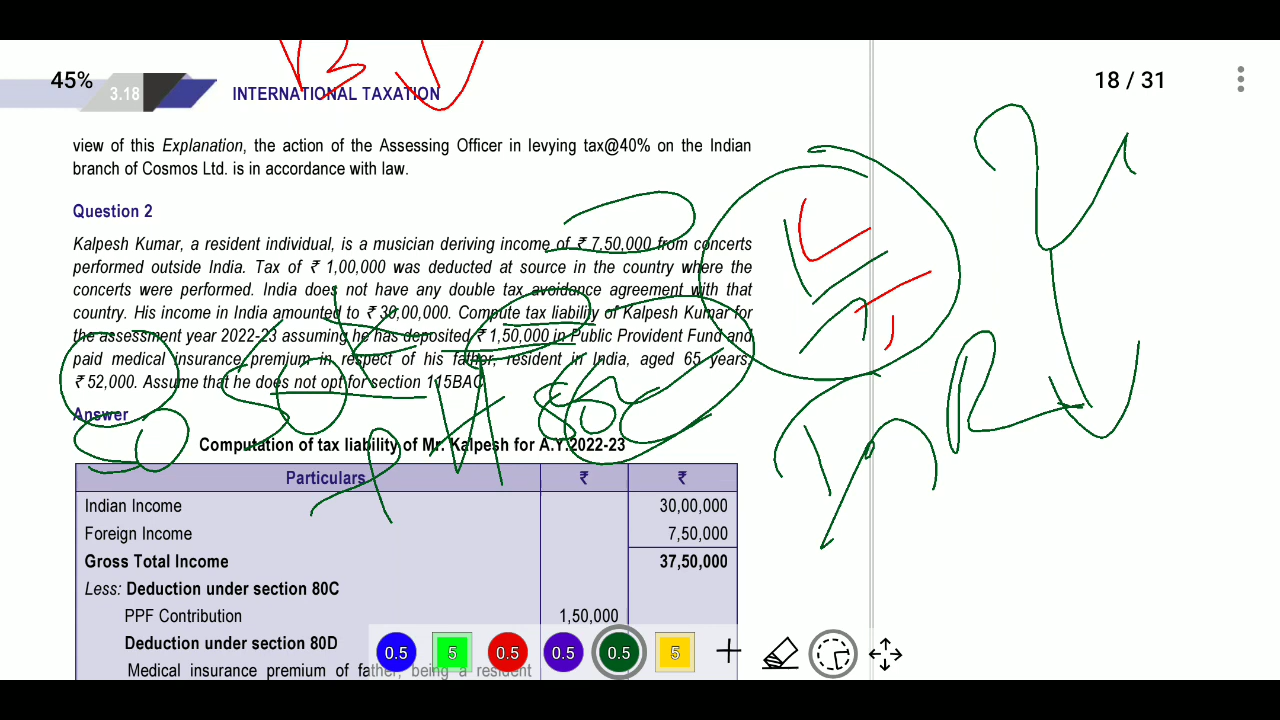 45%
18 / 31
3.18 INTERNATIONAL TAXATION
view of this Explanation, the action of the Assessing Officer in levying tax@40% on the Indian
branch of Cosmos Ltd. is in accordance with law.
Question 2
Kalpesh Kumar, a resident individual, is a musician deriving income of ₹ 7,50,000 from concerts
performed outside India. Tax of ₹ 1,00,000 was deducted at source in the country where the
concerts were performed. India does not have any double tax avoidance agreement with that
country. His income in India amounted to ₹ 30,00,000. Compute tax liability of Kalpesh Kumar for
the assessment year 2022-23 assuming he has deposited ₹ 1,50,000 in Public Provident Fund and
paid medical insurance premium in respect of his father, resident in India, aged 65 years,
₹ 52,000. Assume that he does not opt for section 115BAC.
Answer
Computation of tax liability of Mr. Kalpesh for A.Y.2022-23
Particulars ₹ ₹
Indian Income 30,00,000
Foreign Income 7,50,000
Gross Total Income 37,50,000
Less: Deduction under section 80C
PPF Contribution 1,50,000
Deduction under section 80D
Medical insurance premium of father, being a resident
0.5 5 0.5 0.5 0.5 5